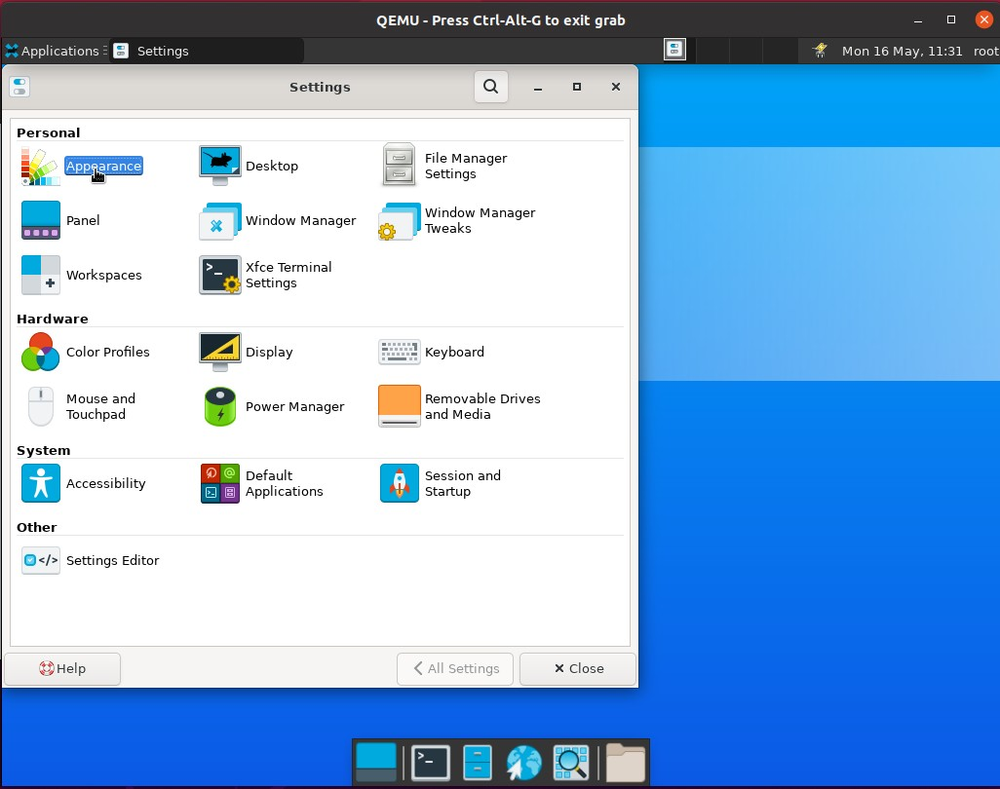 QEMU - Press Ctrl-Alt-G to exit grab
Applications
Settings
Mon 16 May, 11:31
root
Settings
Personal
Appearance
Desktop
File Manager
Settings
Panel
Window Manager
Window Manager
Tweaks
Workspaces
Xfce Terminal
Settings
Hardware
Color Profiles
Display
Keyboard
Mouse and
Touchpad
Power Manager
Removable Drives
and Media
System
Accessibility
Default
Applications
Session and
Startup
Other
Settings Editor
Help
All Settings
Close